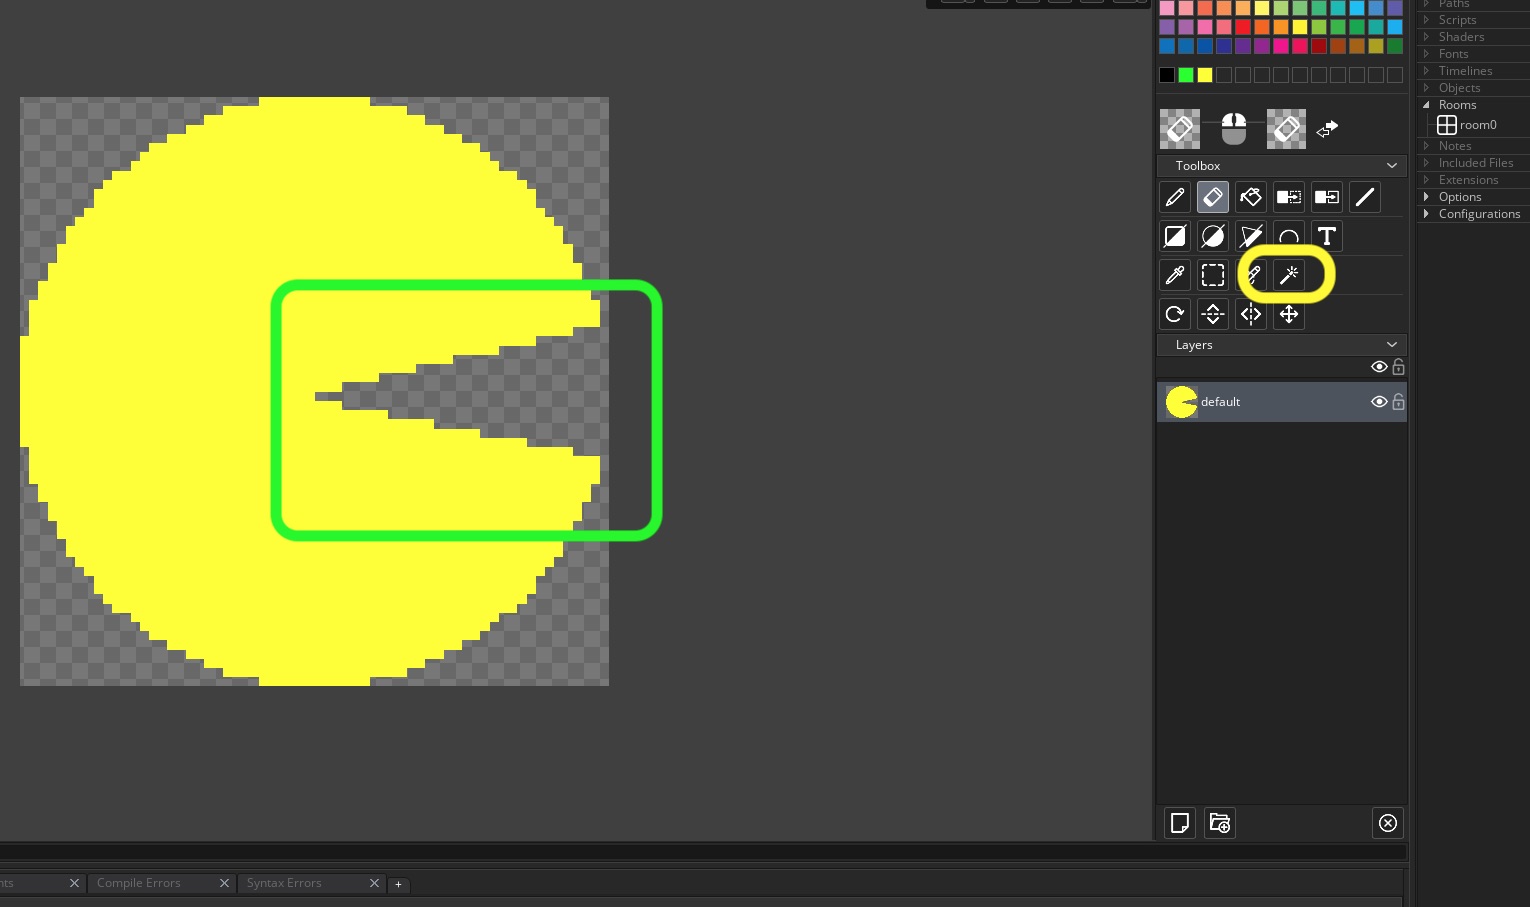 Paths
Scripts
Shaders
Fonts
Timelines
Objects
Rooms
room0
Notes
Included Files
Extensions
Options
Configurations
Toolbox
T
Layers
default
Compile Errors
Syntax Errors